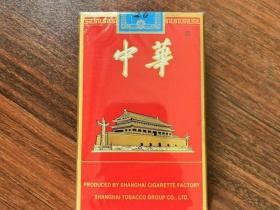 中華
PRODUCED BY SHANGHAI CIGARETTE FACTORY
SHANGHAI TOBACCO GROUP CO., LTD.